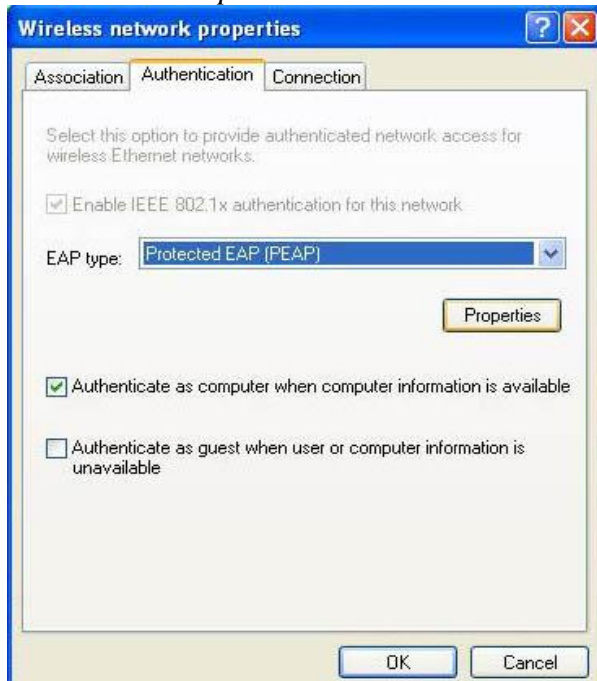 Wireless network properties
Association Authentication Connection
Select this option to provide authenticated network access for
wireless Ethernet networks.
Enable IEEE 802.1x authentication for this network
EAP type: Protected EAP (PEAP)
Properties
Authenticate as computer when computer information is available
Authenticate as guest when user or computer information is
unavailable
OK Cancel